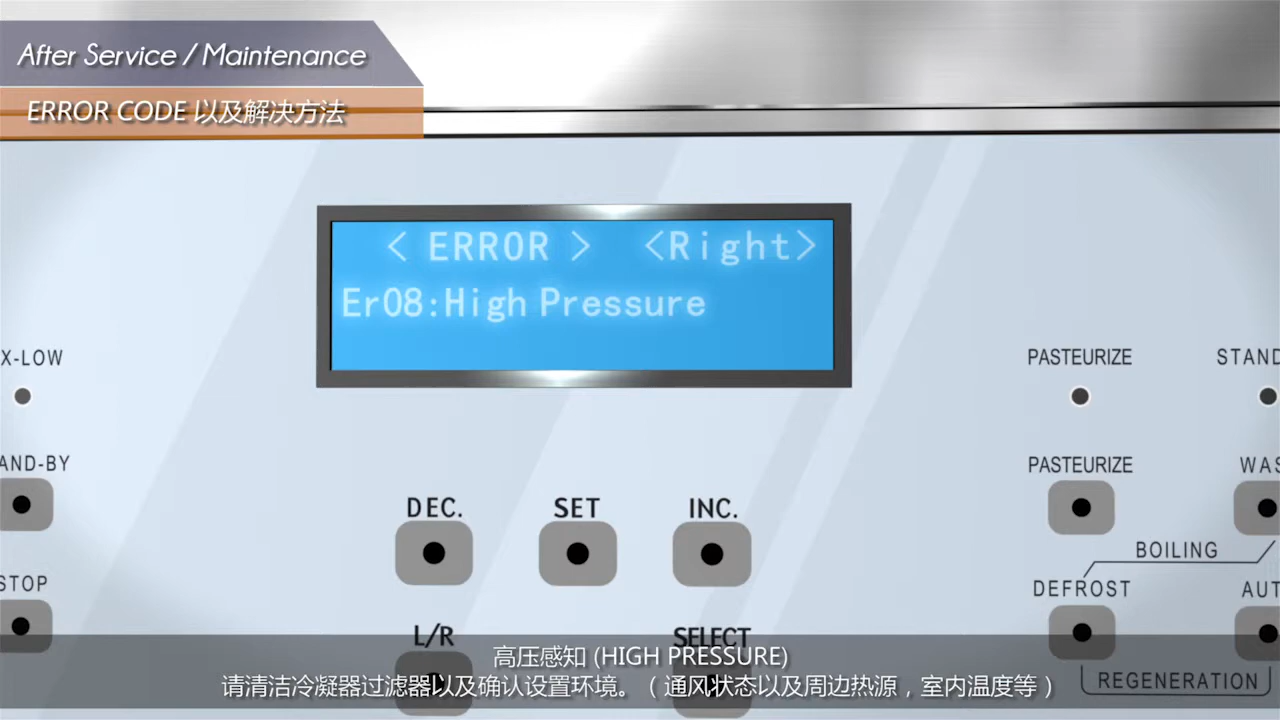 After Service / Maintenance
ERROR CODE 以及解决方法
< ERROR > <Right>
Er08:High Pressure
X-LOW
PASTEURIZE
STAND
AND-BY
PASTEURIZE
WAS
DEC.
SET
INC.
BOILING
STOP
DEFROST
AUT
L/R
SELECT
REGENERATION
高压感知 (HIGH PRESSURE)
请清洁冷凝器过滤器以及确认设置环境。（ 通风状态以及周边热源，室内温度等 ）